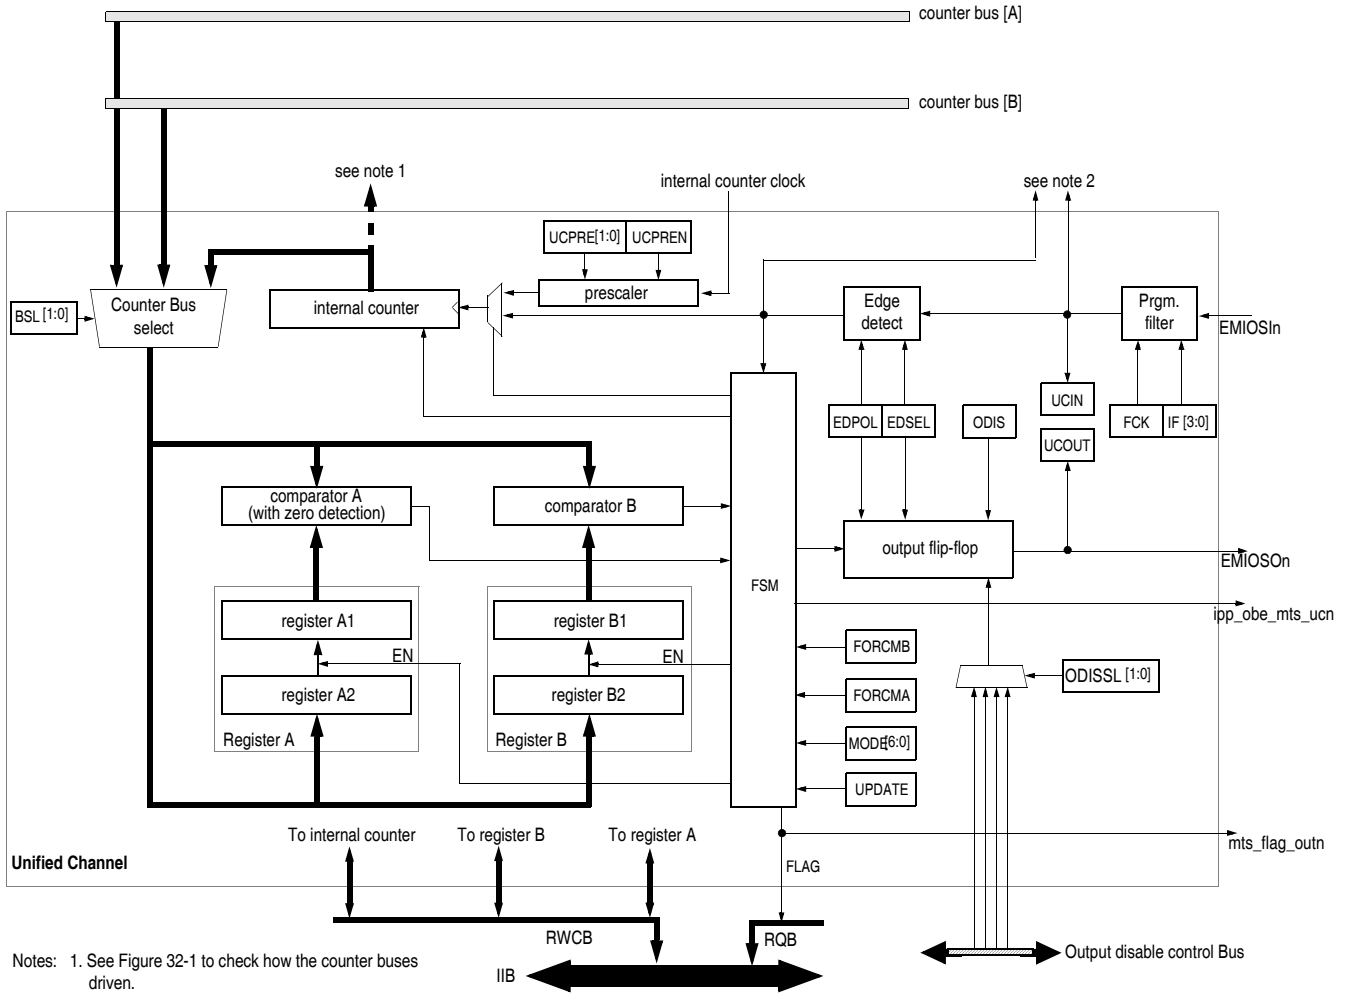 counter bus [A]
counter bus [B]
see note 1
internal counter clock
see note 2
UCPRE[1:0]
UCPREN
prescaler
BSL [1:0]
Counter Bus
select
internal counter
Edge
detect
Prgm.
filter
EMIOSIn
UCIN
EDPOL
EDSEL
ODIS
FCK
IF [3:0]
UCOUT
comparator A
(with zero detection)
comparator B
output flip-flop
EMIOSOn
FSM
ipp_obe_mts_ucn
register A1
register B1
EN
EN
FORCMB
ODISSL [1:0]
register A2
register B2
FORCMA
Register A
Register B
MODE[6:0]
UPDATE
To internal counter
To register B
To register A
mts_flag_outn
Unified Channel
FLAG
RWCB
RQB
Output disable control Bus
IIB
Notes: 1. See Figure 32-1 to check how the counter buses
driven.